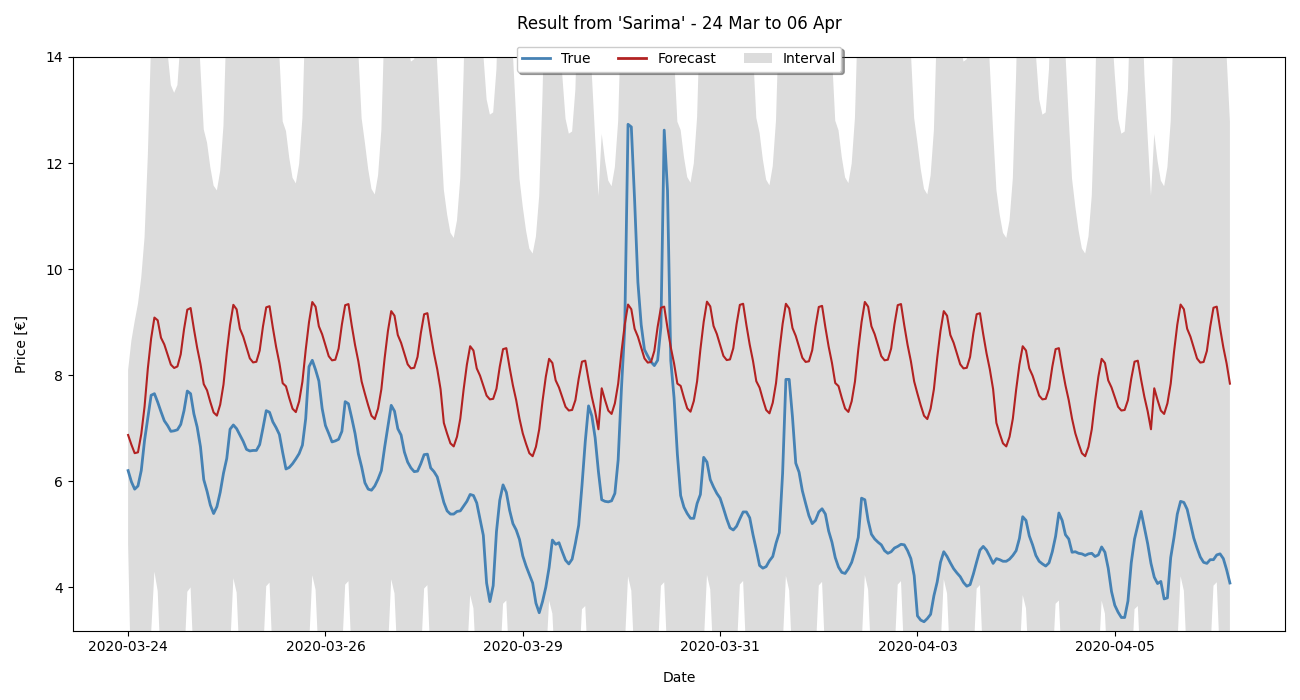 Result from 'Sarima' - 24 Mar to 06 Apr
True Forecast Interval
14
12
10
8
6
4
Price [€]
2020-03-24 2020-03-26 2020-03-29 2020-03-31 2020-04-03 2020-04-05
Date